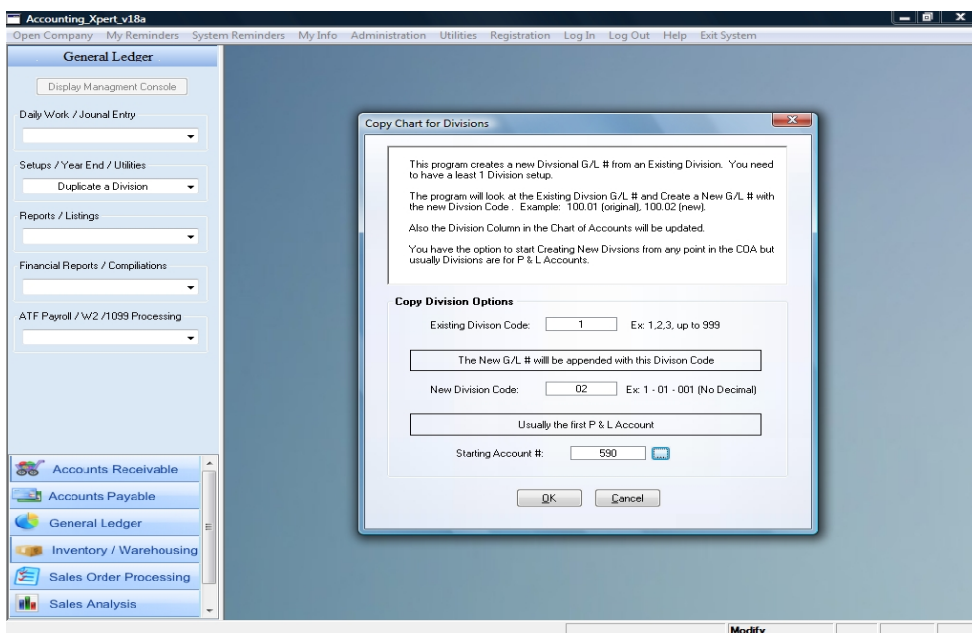 Accounting_Xpert_v18a
Open Company My Reminders System Reminders My Info Administration Utilities Registration Log In Log Out Help Exit System
General Ledger
Display Managment Console
Daily Work / Jounal Entry
Setups / Year End / Utilities
Duplicate a Division
Reports / Listings
Financial Reports / Compiliations
ATF Payroll / W2 /1099 Processing
Accounts Receivable
Accounts Payable
General Ledger
Inventory / Warehousing
Sales Order Processing
Sales Analysis
Copy Chart for Divisions
This program creates a new Divsional G/L # from an Existing Division. You need
to have a least 1 Division setup.
The program will look at the Existing Divsion G/L # and Create a New G/L # with
the new Divsion Code . Example: 100.01 (original), 100.02 (new).
Also the Division Column in the Chart of Accounts will be updated.
You have the option to start Creating New Divsions from any point in the COA but
usually Divisions are for P & L Accounts.
Copy Division Options
Existing Divison Code: 1 Ex: 1,2,3, up to 999
The New G/L # willl be appended with this Divison Code
New Division Code: 02 Ex: 1 - 01 - 001 (No Decimal)
Usually the first P & L Account
Starting Account #: 590 ...
OK Cancel
Modify